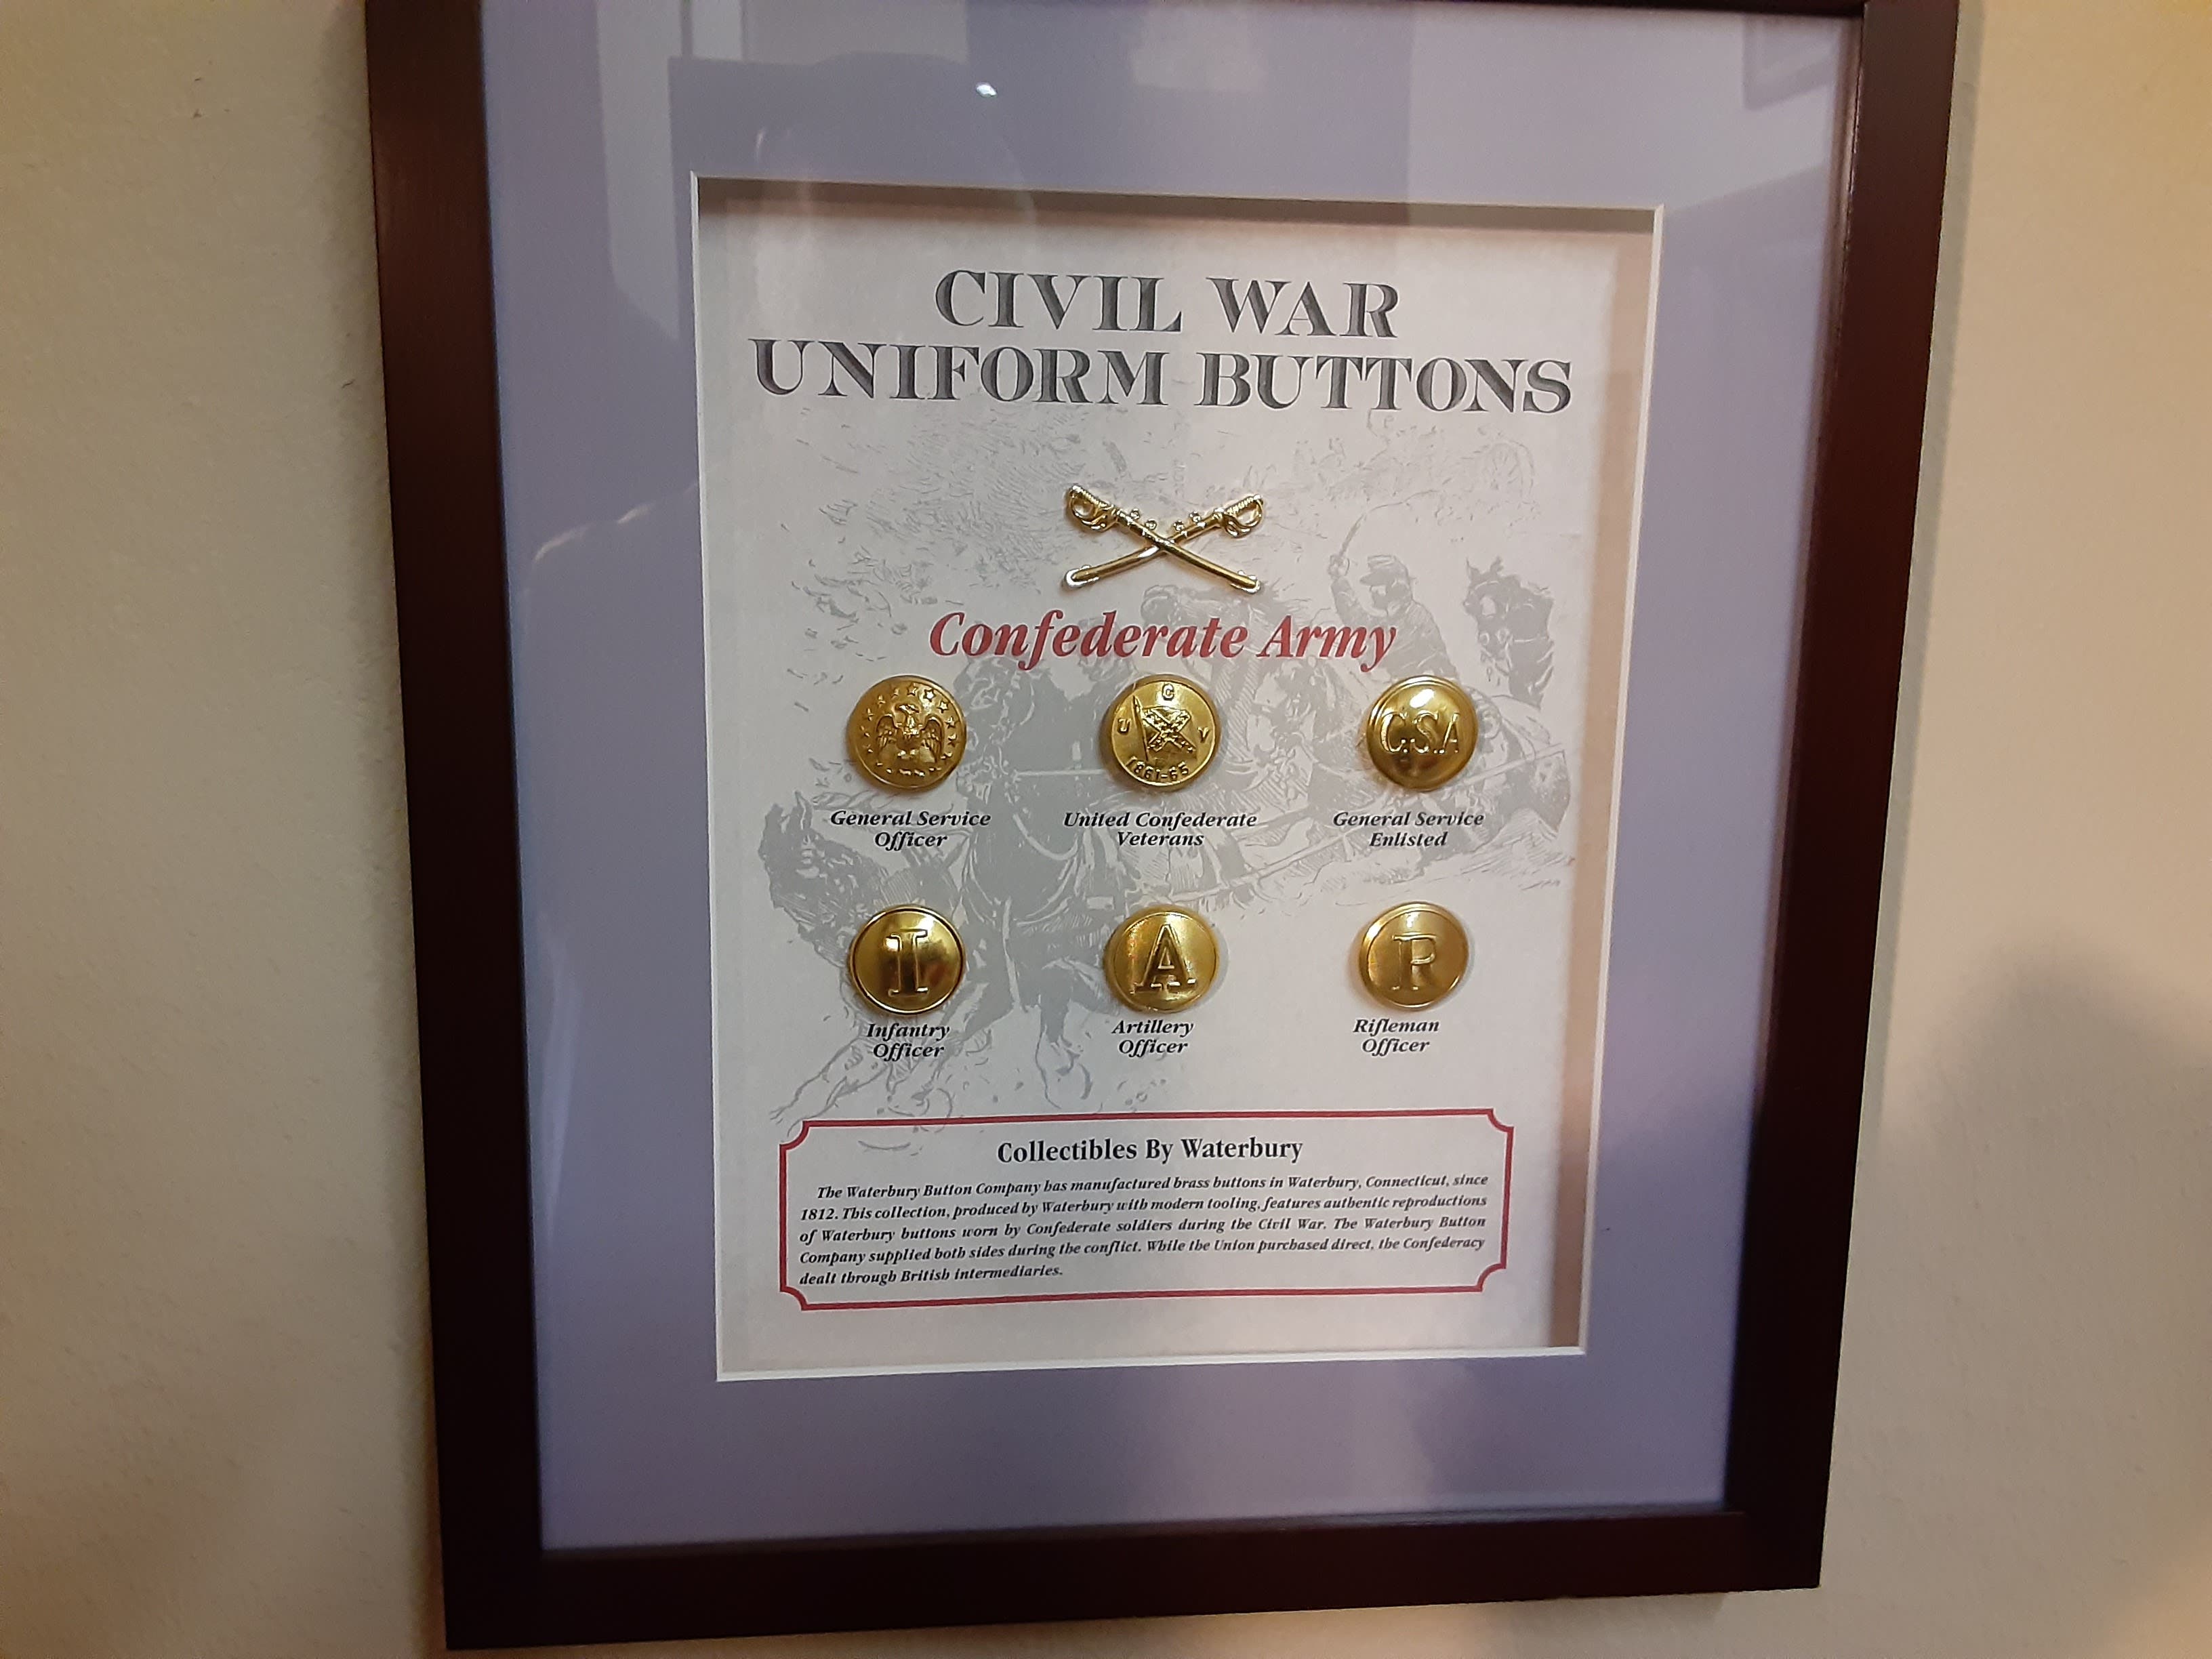 CIVIL WAR
UNIFORM BUTTONS
Confederate Army
C
U V
1861-65
C.S.A
General Service
Officer
United Confederate
Veterans
General Service
Enlisted
I
A
R
Infantry
Officer
Artillery
Officer
Rifleman
Officer
Collectibles By Waterbury
The Waterbury Button Company has manufactured brass buttons in Waterbury, Connecticut, since
1812. This collection, produced by Waterbury with modern tooling, features authentic reproductions
of Waterbury buttons worn by Confederate soldiers during the Civil War. The Waterbury Button
Company supplied both sides during the conflict. While the Union purchased direct, the Confederacy
dealt through British intermediaries.